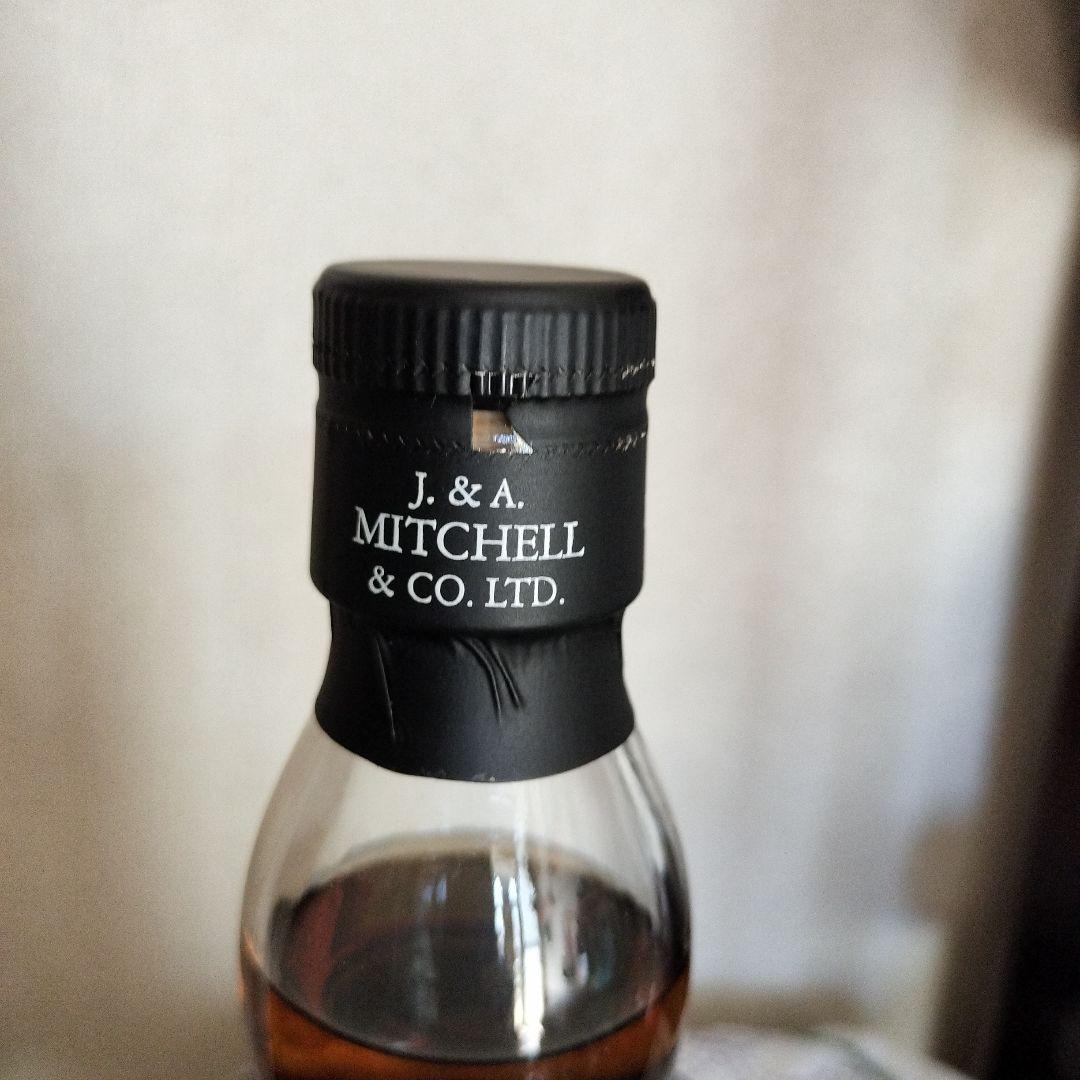 J. & A.
MITCHELL
& CO. LTD.